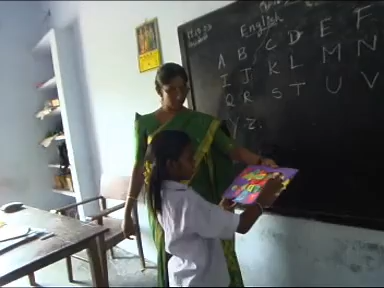 English
A B C D E F
I J K L M N
Q R S T U V
Y Z.